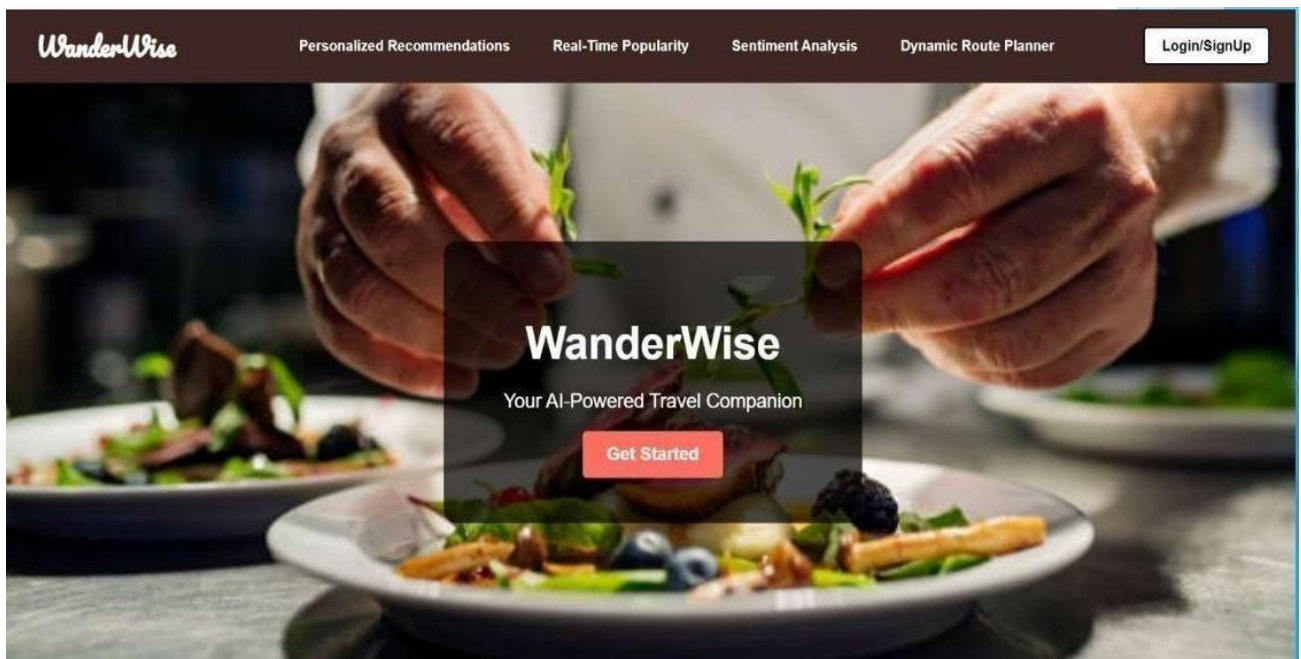 WanderWise
Personalized Recommendations
Real-Time Popularity
Sentiment Analysis
Dynamic Route Planner
Login/SignUp
WanderWise
Your AI-Powered Travel Companion
Get Started